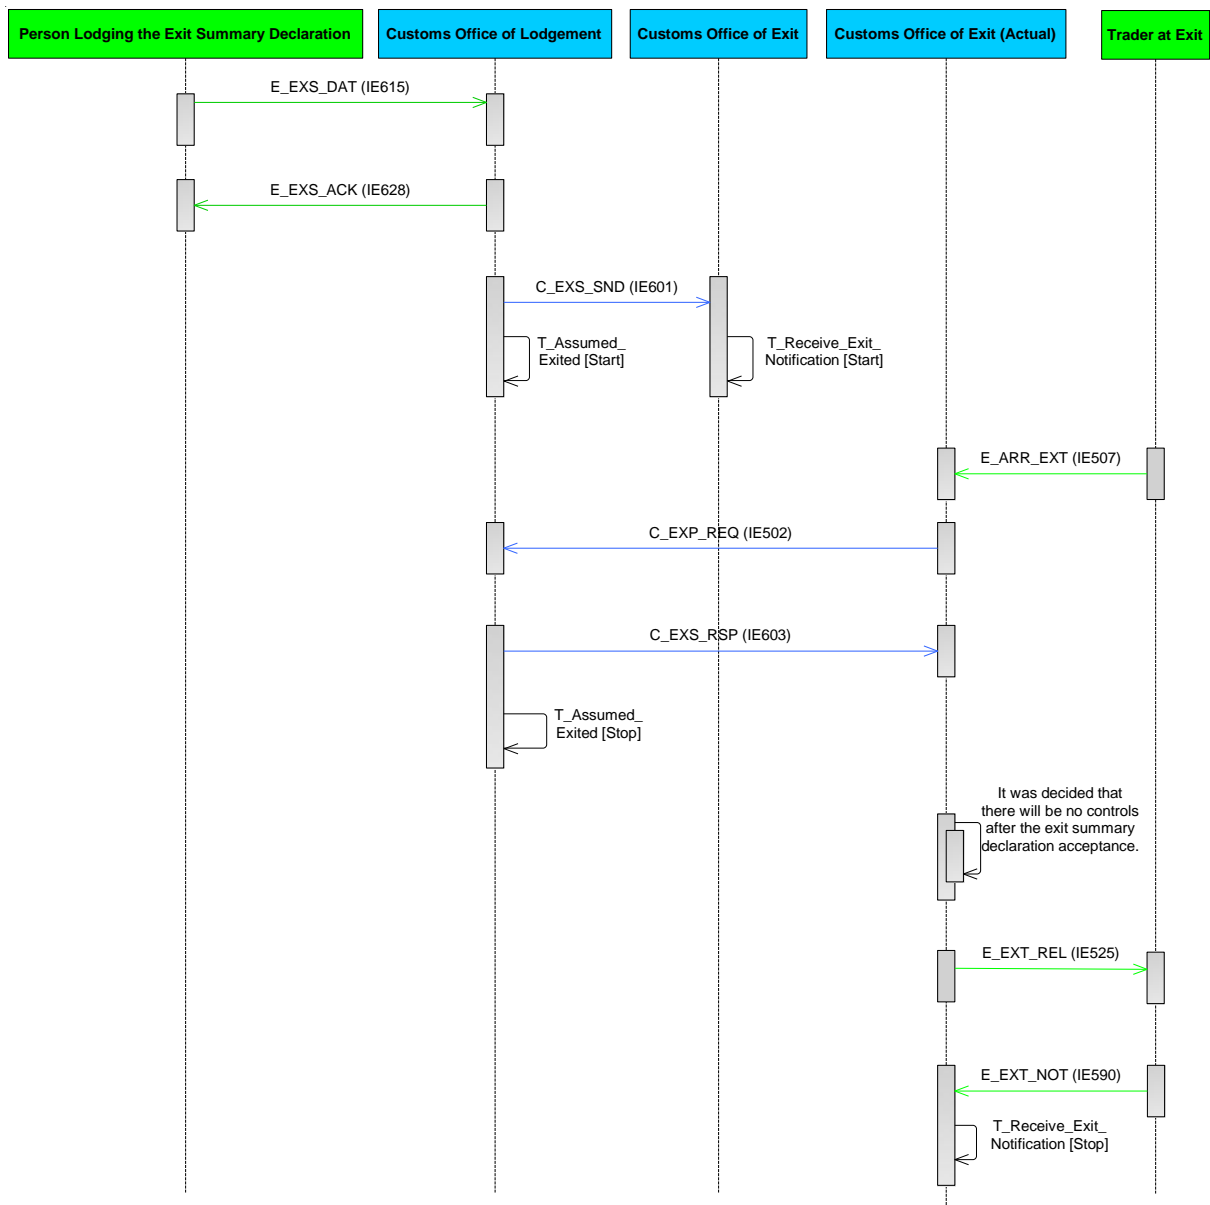 Person Lodging the Exit Summary Declaration
Customs Office of Lodgement
Customs Office of Exit
Customs Office of Exit (Actual)
Trader at Exit
E_EXS_DAT (IE615)
E_EXS_ACK (IE628)
C_EXS_SND (IE601)
T_Assumed_
Exited [Start]
T_Receive_Exit_
Notification [Start]
E_ARR_EXT (IE507)
C_EXP_REQ (IE502)
C_EXS_RSP (IE603)
T_Assumed_
Exited [Stop]
It was decided that
there will be no controls
after the exit summary
declaration acceptance.
E_EXT_REL (IE525)
E_EXT_NOT (IE590)
T_Receive_Exit_
Notification [Stop]